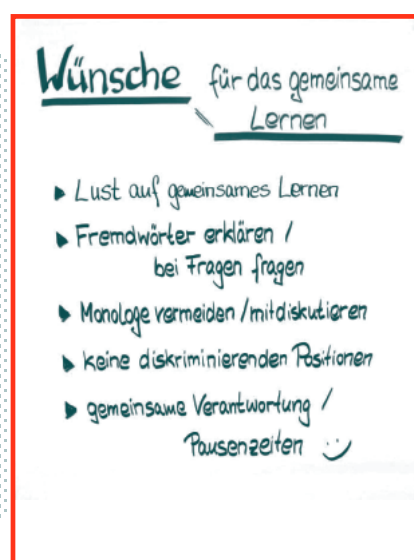 Wünsche für das gemeinsame
Lernen
▶ Lust auf gemeinsames Lernen
▶ Fremdwörter erklären /
bei Fragen fragen
▶ Monologe vermeiden / mitdiskutieren
▶ keine diskriminierenden Positionen
▶ gemeinsame Verantwortung /
Pausenzeiten